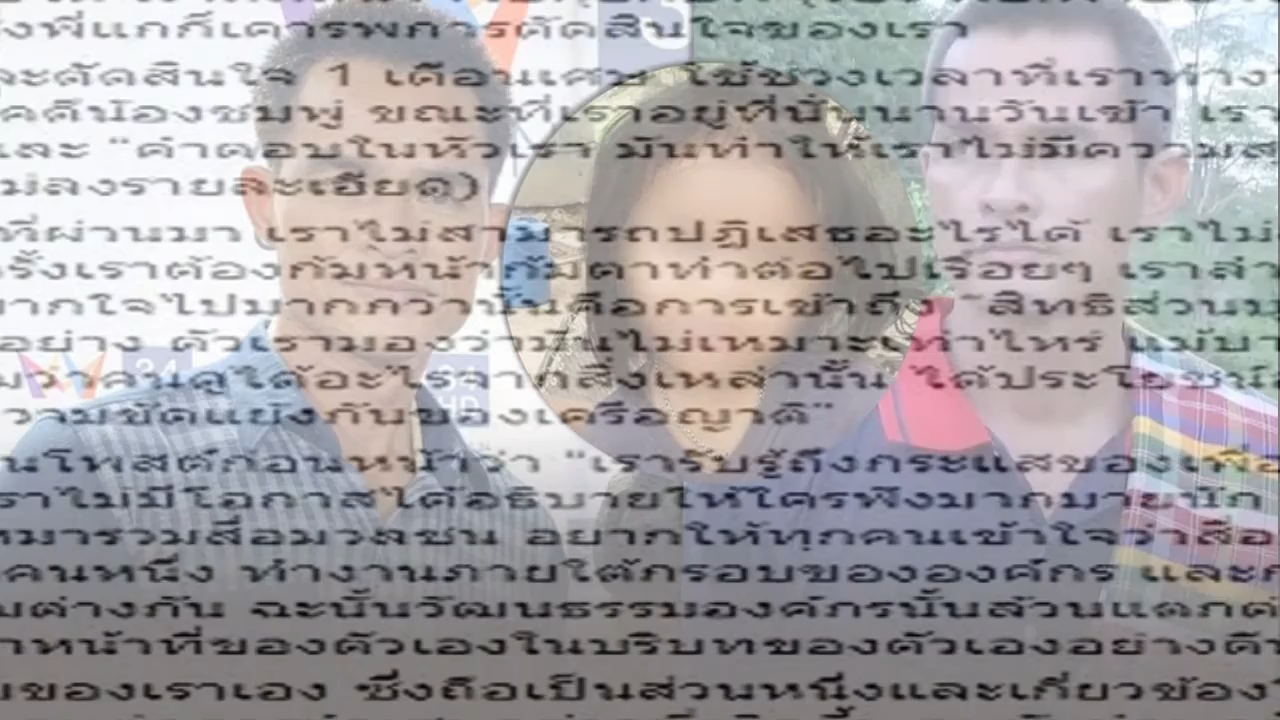 งพี่แกก็เคารพการตัดสินใจของเรา
จะตัดสินใจ 1 เดือนเศษ ใช้ช่วงเวลาที่เราทำง
คดีน้องชมพู่ ขณะที่เราอยู่ที่นั่นนานวันเข้า เรา
และ "คำตอบในหัวเรา มันทำให้เราไม่มีความส
ม่ลงรายละเอียด)
ที่ผ่านมา เราไม่สามารถปฏิเสธอะไรได้ เราไม่
รั้งเราต้องก้มหน้าก้มตาทำต่อไปเรื่อยๆ เราลำ
บากใจไปมากกว่านั้นคือการเข้าถึง "สิทธิส่วนบ
อย่าง ตัวเรามองว่ามันไม่เหมาะเท่าไหร่ แม้บา
มว่าคนดูได้อะไรจากสิ่งเหล่านั้น ได้ประโยชน์
วามขัดแย้งกันของเครือญาติ"
นโพสต์ก่อนหน้าว่า "เรารับรู้ถึงกระแสของเพื่อ
ราไม่มีโอกาสได้อธิบายให้ใครฟังมากมายนัก
หมารวมสื่อมวลชน อยากให้ทุกคนเข้าใจว่าสื่อ
คนหนึ่ง ทำงานภายใต้กรอบขององค์กร และก
มต่างกัน ฉะนั้นวัฒนธรรมองค์กรนั้นล้วนแตกต่
าหน้าที่ของตัวเองในบริบทของตัวเองอย่างดี
บของเราเอง ซึ่งถือเป็นส่วนหนึ่งและเกี่ยวข้อง
34
34
HD